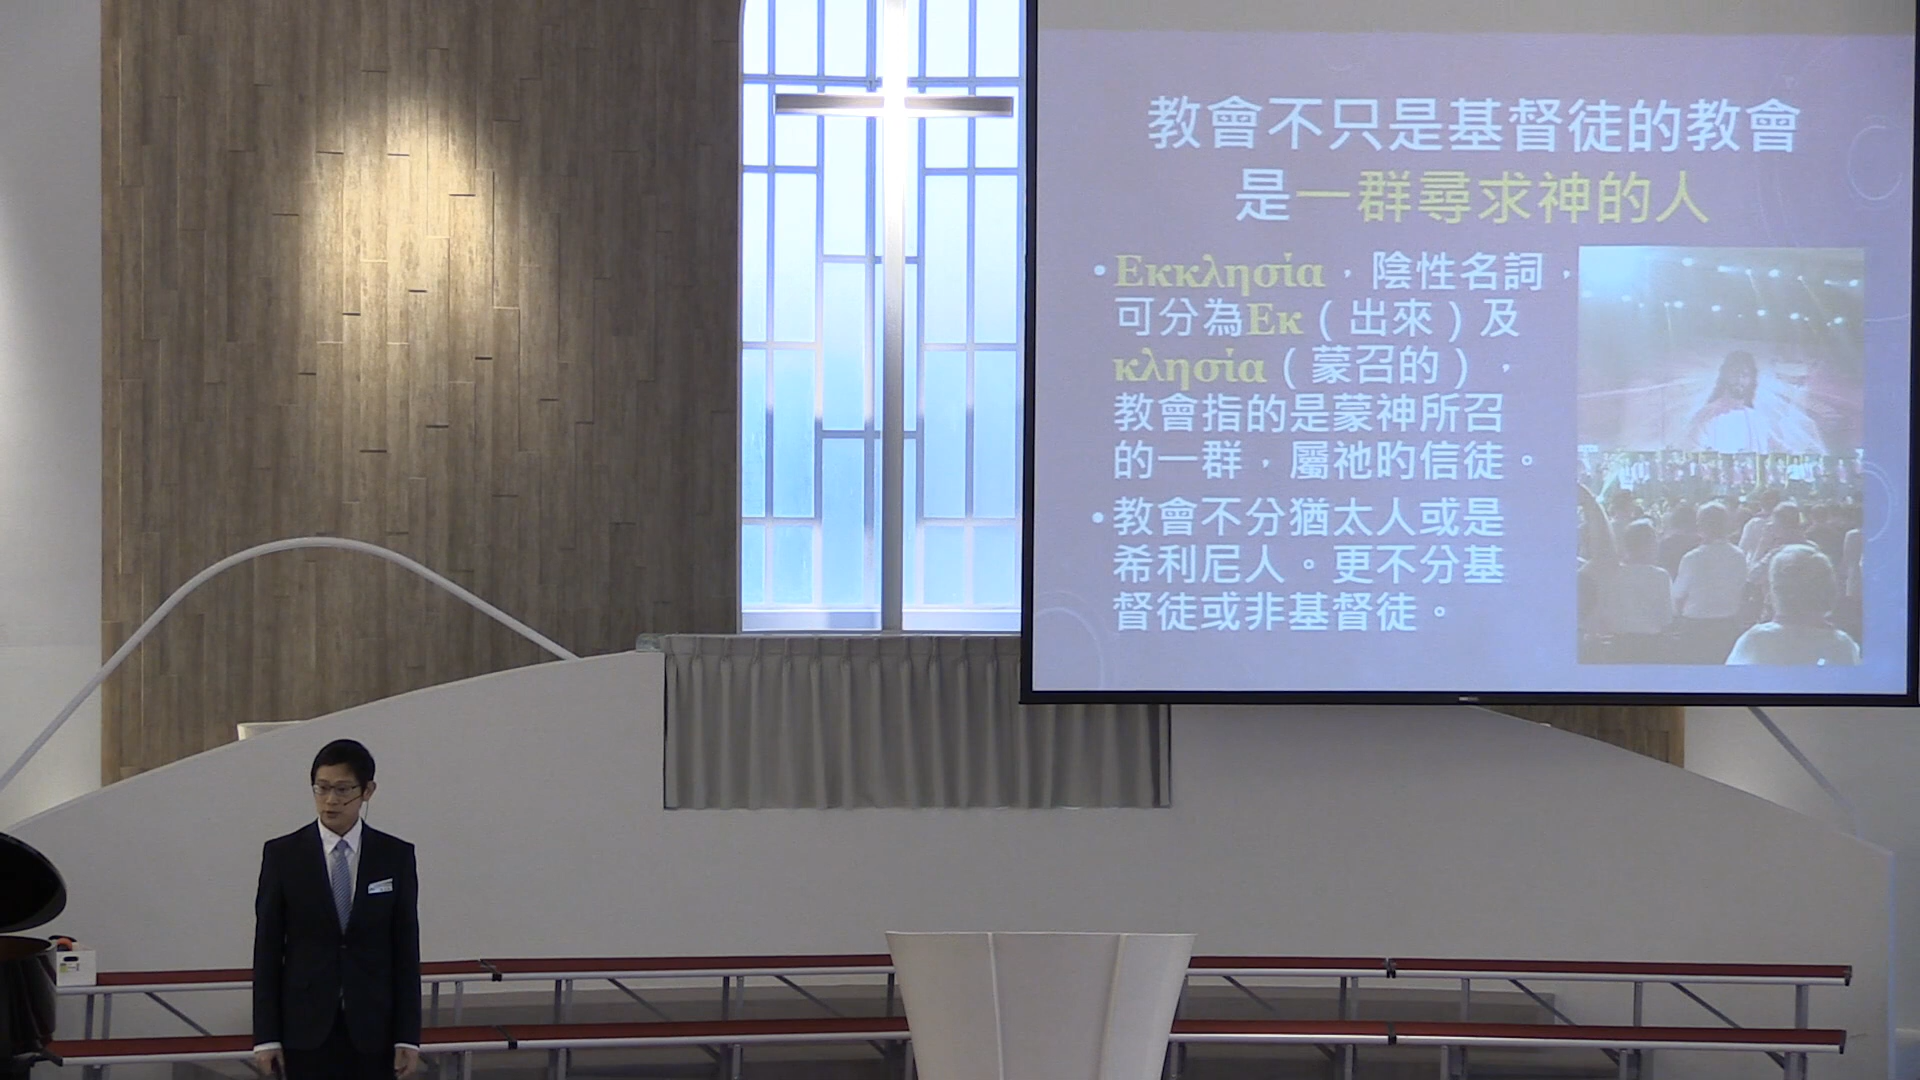 教會不只是基督徒的教會
是一群尋求神的人
•Εκκλησία，陰性名詞，
可分為Εκ（出來）及
κλησία（蒙召的），
教會指的是蒙神所召
的一群，屬祂旳信徒。
•教會不分猶太人或是
希利尼人。更不分基
督徒或非基督徒。